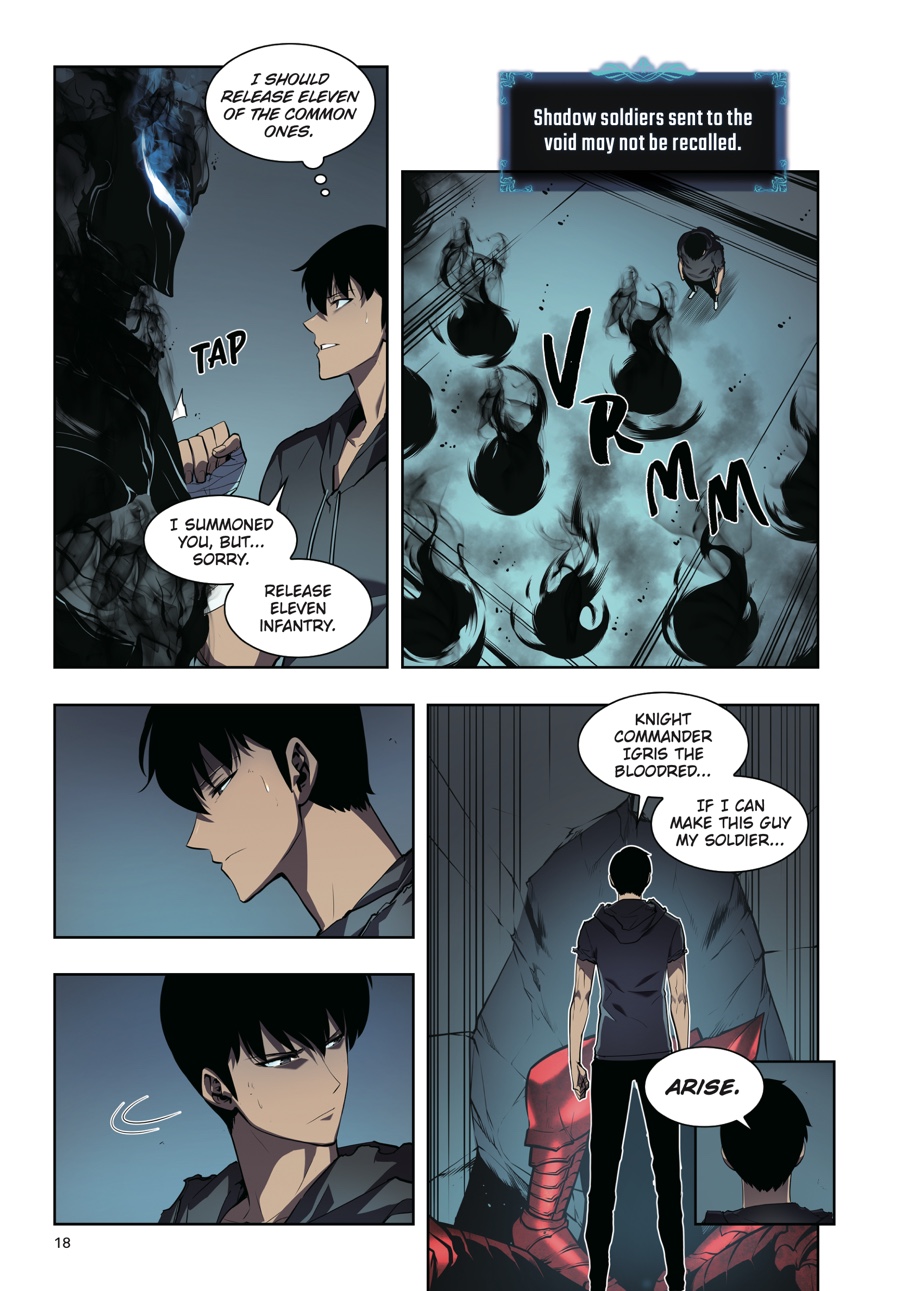 I SHOULD
RELEASE ELEVEN
OF THE COMMON
ONES.
TAP
I SUMMONED
YOU, BUT...
SORRY.
RELEASE
ELEVEN
INFANTRY.
Shadow soldiers sent to the
void may not be recalled.
VRMM
KNIGHT
COMMANDER
IGRIS THE
BLOODRED...
IF I CAN
MAKE THIS GUY
MY SOLDIER...
ARISE.
18